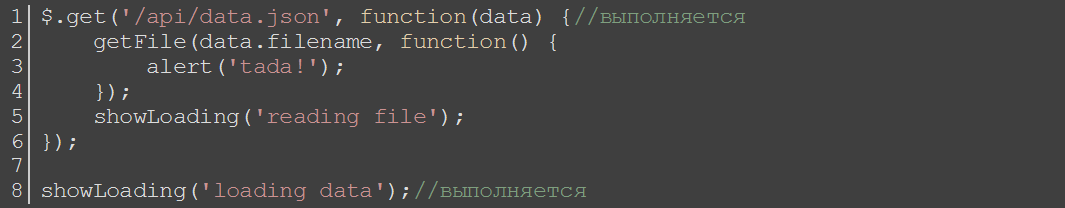 1 $.get('/api/data.json', function(data) {//выполняется
2     getFile(data.filename, function() {
3         alert('tada!');
4     });
5     showLoading('reading file');
6 });
7
8 showLoading('loading data');//выполняется